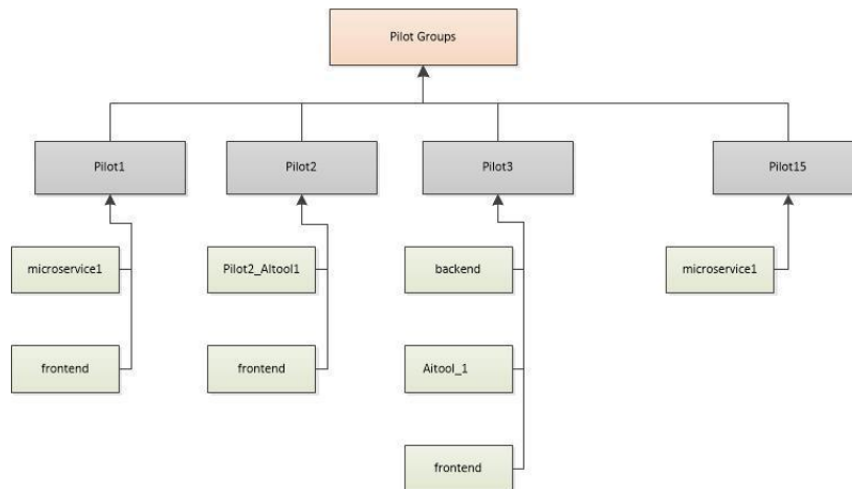 Pilot Groups
Pilot1
Pilot2
Pilot3
Pilot15
microservice1
Pilot2_AItool1
backend
microservice1
frontend
frontend
Aitool_1
frontend